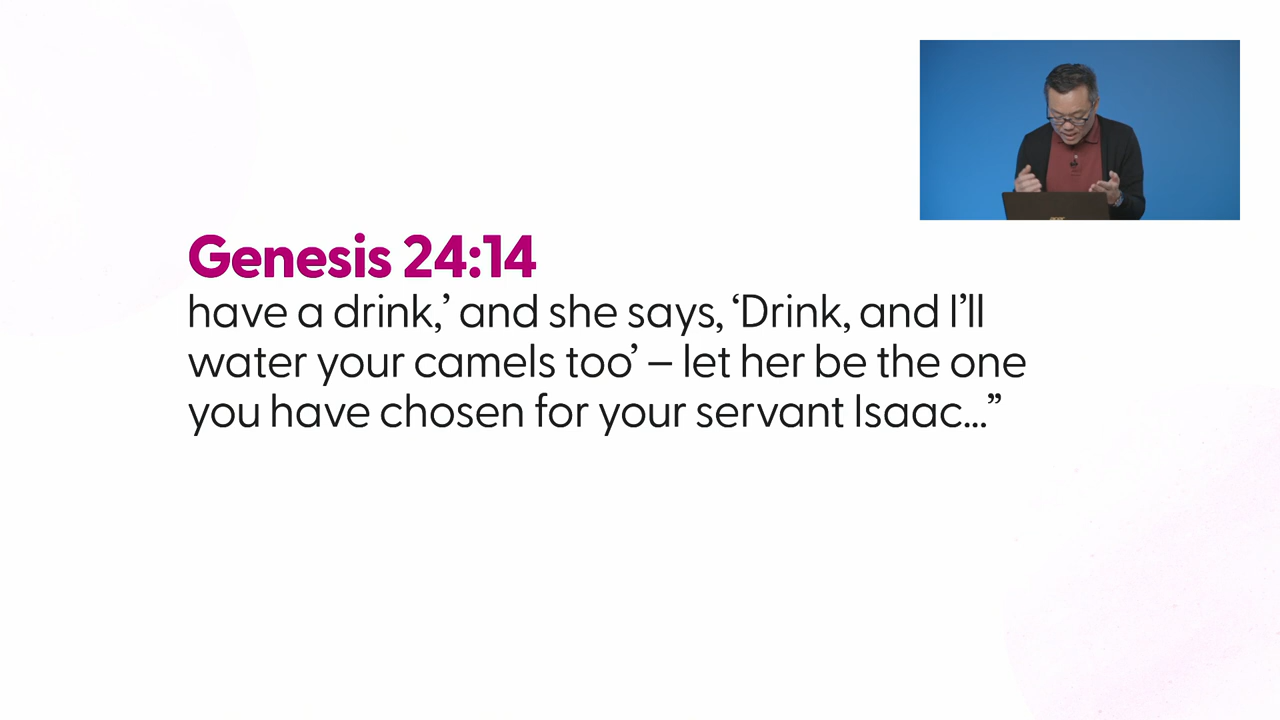 Genesis 24:14
have a drink,’ and she says, ‘Drink, and I’ll
water your camels too’ – let her be the one
you have chosen for your servant Isaac...”